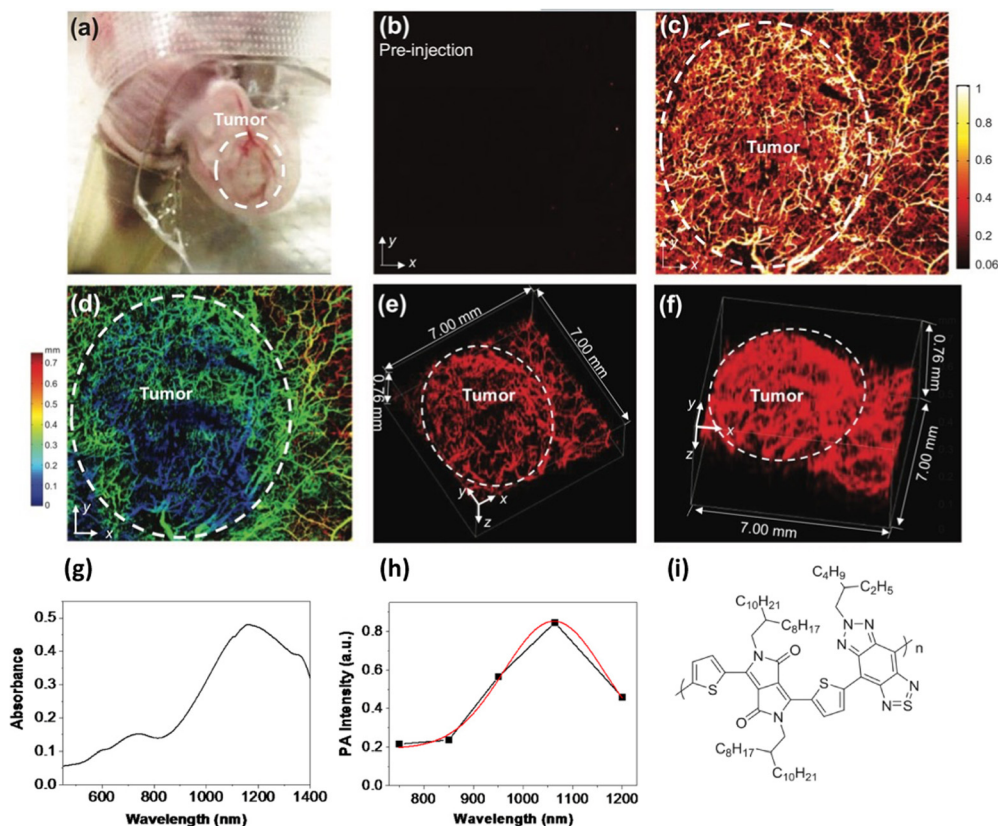 (a)
Tumor
(b)
Pre-injection
y
x
(c)
Tumor
y
x
1
0.8
0.6
0.4
0.2
0.06
(d)
mm
0.7
0.6
0.5
0.4
0.3
0.2
0.1
0.0
Tumor
y
x
(e)
7.00 mm
7.00 mm
0.76 mm
Tumor
y
x
z
(f)
0.76 mm
Tumor
y
x
z
7.00 mm
7.00 mm
(g)
Absorbance
0.5
0.4
0.3
0.2
0.1
0.0
600 800 1000 1200 1400
Wavelength (nm)
(h)
PA Intensity (a.u.)
0.8
0.6
0.4
0.2
0.0
800 900 1000 1100 1200
Wavelength (nm)
(i)
C₄H₉
C₂H₅
C₁₀H₂₁
C₈H₁₇
N
N
N
N
O
S
S
n
O
N
N
N
S
C₈H₁₇
C₁₀H₂₁